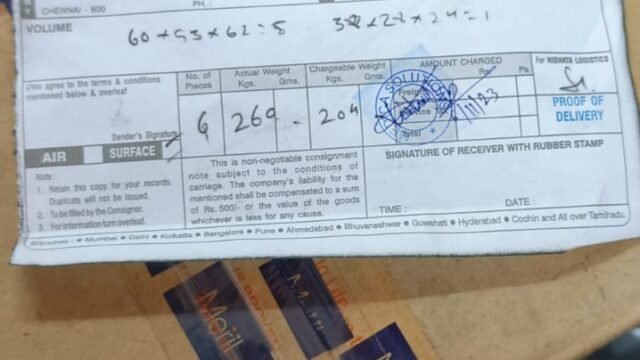 CHENNAI - 600
PH. :
VOLUME
60 × 53 × 62 = 5
No. of
Pieces
Actual Weight
Kgs. Gms.
Chargeable Weight
Kgs. Gms.
AMOUNT CHARGED
Rs. Ps.
For NISHATA LOGISTICS
I/We agree to the terms & conditions
mentioned below & overleaf
6
269 -
204
Total
PROOF OF
DELIVERY
Sender's Signature
AIR
SURFACE
Note :
1. Retain this copy for your records.
Duplicate will not be issued.
2. To be filled by the Consignor.
3. For information turn overleaf.
This is non-negotiable consignment
note subject to the conditions of
carriage. The company's liability for the
mentioned shall be compensated to a sum
of Rs. 500/- or the value of the goods
whichever is less for any cause.
SIGNATURE OF RECEIVER WITH RUBBER STAMP
TIME :
DATE :
Branches : Mumbai Delhi Kolkatta Bangalore Pune Ahmedabad Bhuvaneshwar Guwahati Hyderabad Cochin and All over Tamilnadu.
Meril